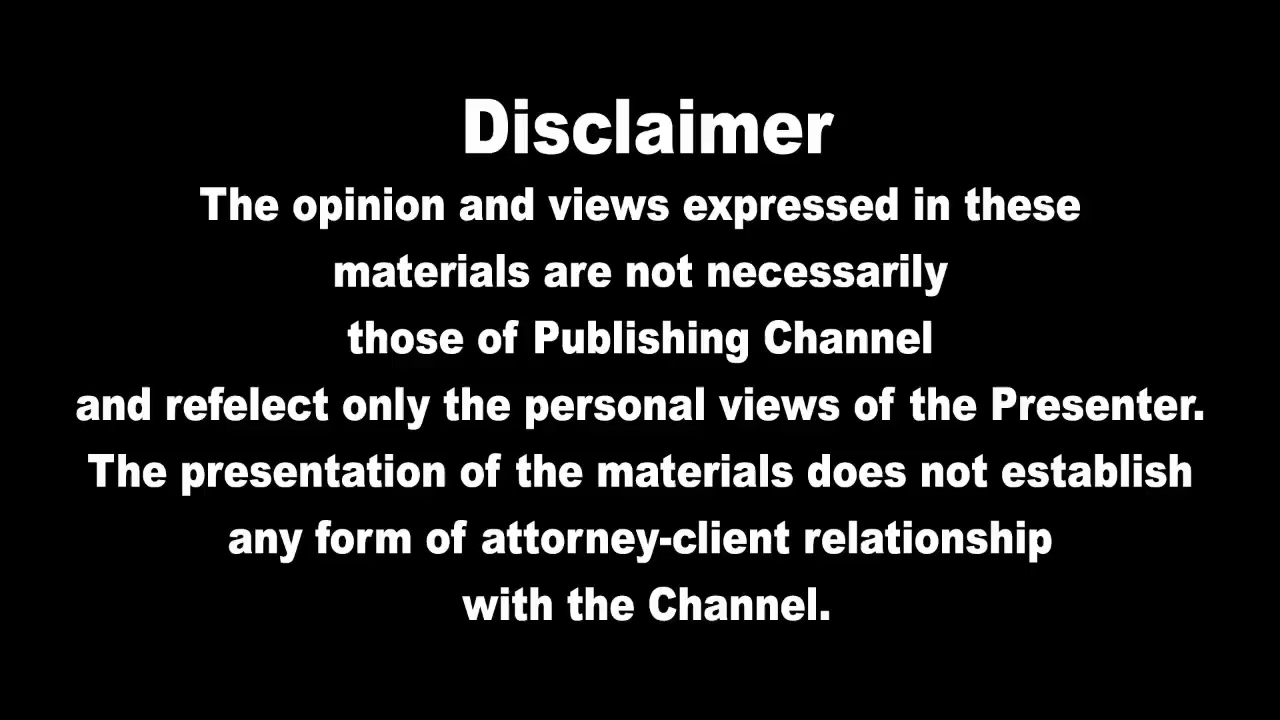 Disclaimer
The opinion and views expressed in these
materials are not necessarily
those of Publishing Channel
and refelect only the personal views of the Presenter.
The presentation of the materials does not establish
any form of attorney-client relationship
with the Channel.